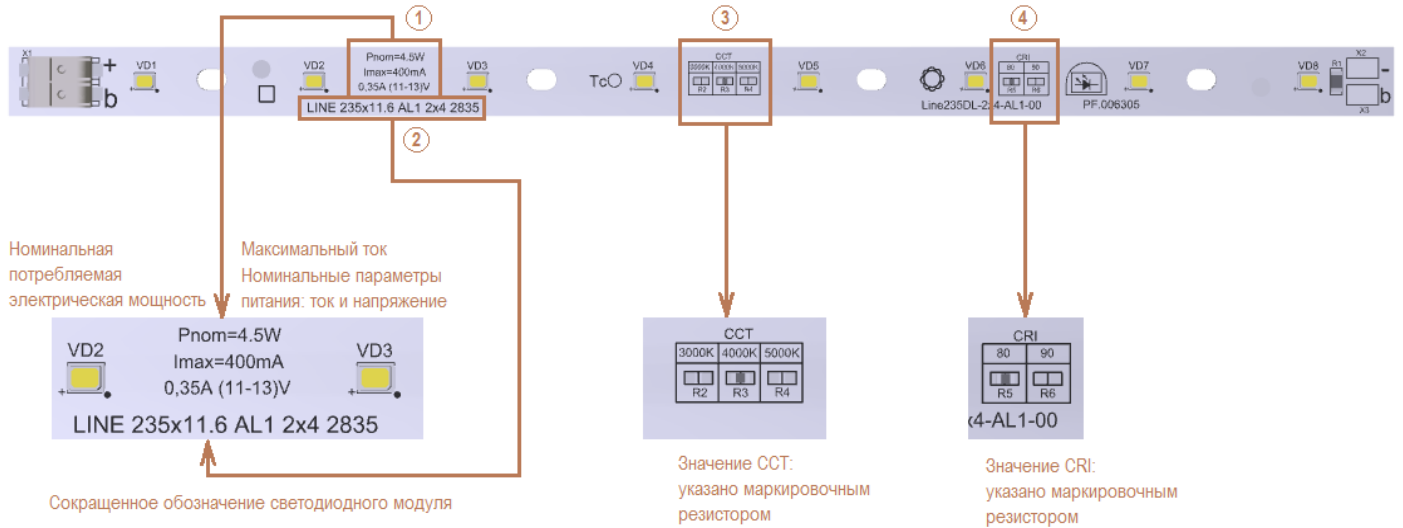 1
3
4
X1
+
b
VD1
VD2
Pnom=4.5W
Imax=400mA
0,35A (11-13)V
LINE 235x11.6 AL1 2x4 2835
VD3
TcO
VD4
CCT
3000K 4000K 5000K
R2 R3 R4
VD5
VD6
CRI
80 90
R5 R6
Line235DL-2x4-AL1-00
PF.006305
VD7
VD8
R1
X2
-
b
X3
2
Номинальная
потребляемая
электрическая мощность
Максимальный ток
Номинальные параметры
питания: ток и напряжение
VD2
+
Pnom=4.5W
Imax=400mA
0,35A (11-13)V
VD3
+
LINE 235x11.6 AL1 2x4 2835
CCT
3000K 4000K 5000K
R2 R3 R4
CRI
80 90
R5 R6
x4-AL1-00
Сокращенное обозначение светодиодного модуля
Значение CCT:
указано маркировочным
резистором
Значение CRI:
указано маркировочным
резистором